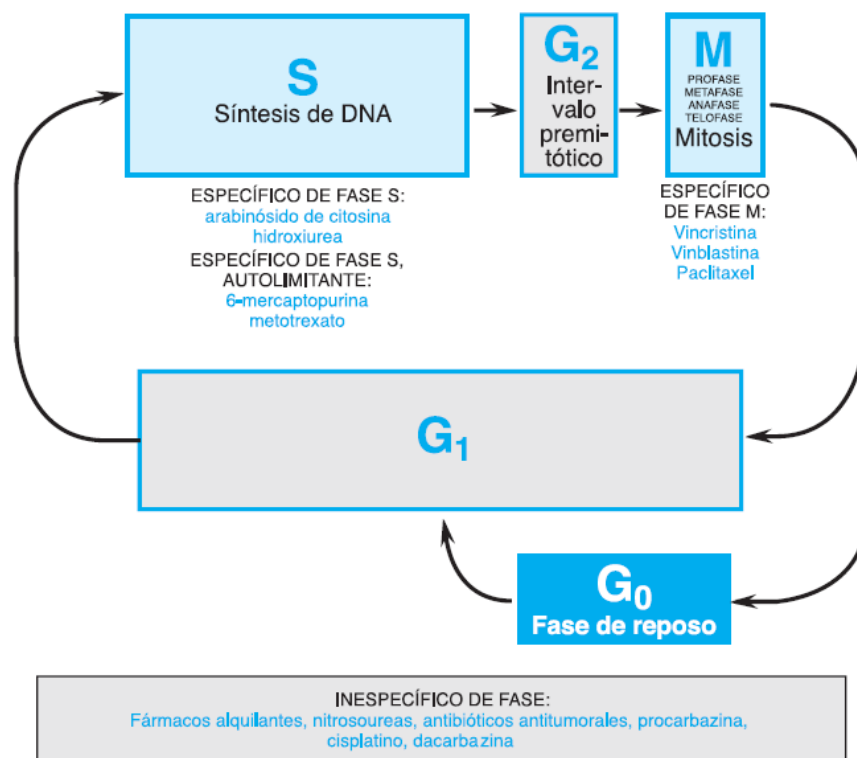 S
Síntesis de DNA
G2
Inter-
valo
premi-
tótico
M
PROFASE
METAFASE
ANAFASE
TELOFASE
Mitosis
ESPECÍFICO DE FASE S:
arabinósido de citosina
hidroxiurea
ESPECÍFICO DE FASE S,
AUTOLIMITANTE:
6-mercaptopurina
metotrexato
ESPECÍFICO
DE FASE M:
Vincristina
Vinblastina
Paclitaxel
G1
G0
Fase de reposo
INESPECÍFICO DE FASE:
Fármacos alquilantes, nitrosoureas, antibióticos antitumorales, procarbazina,
cisplatino, dacarbazina